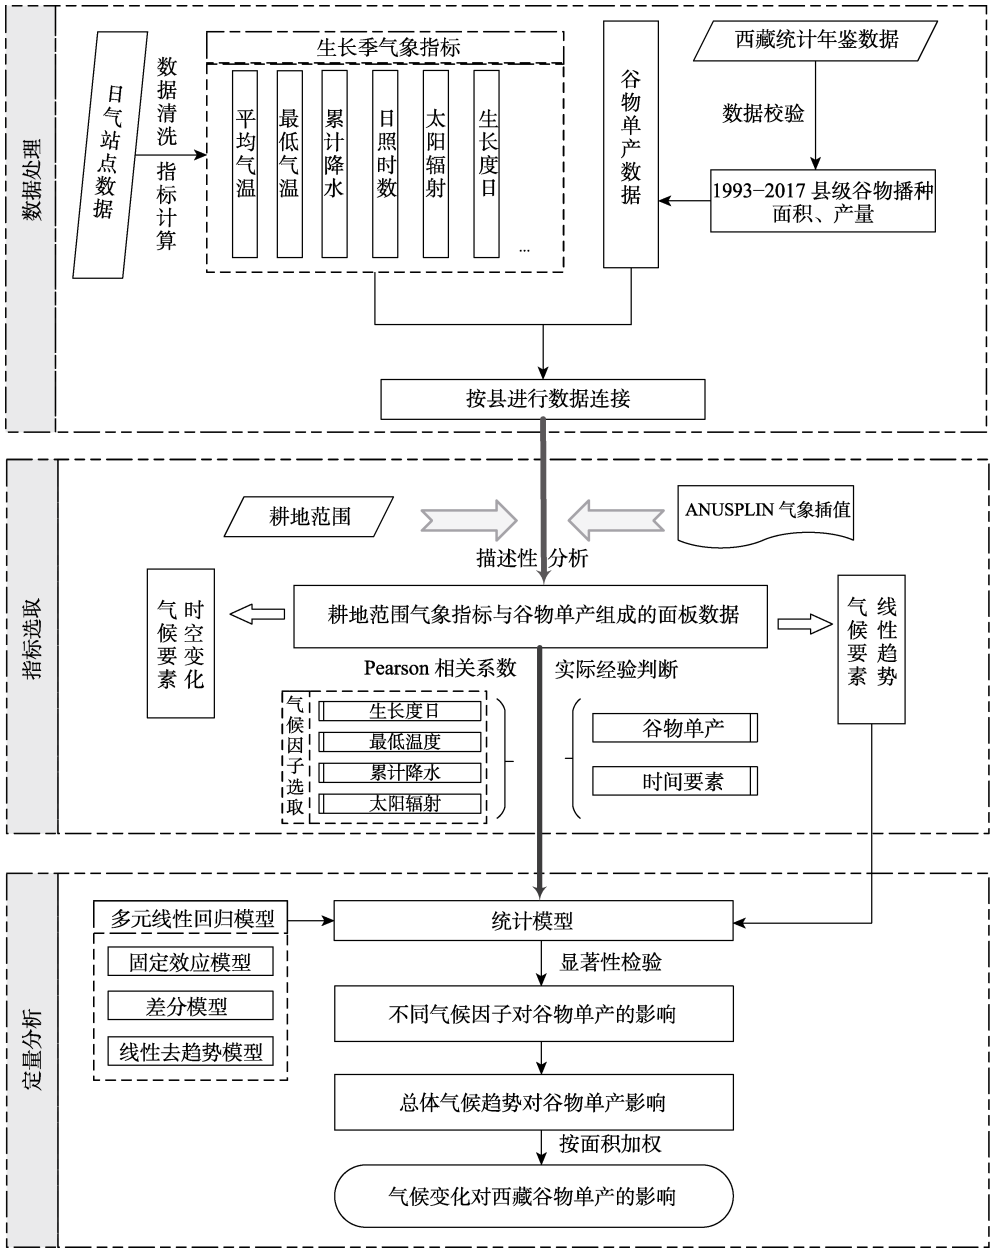 数据处理
日气站点数据
数据清洗
指标计算
生长季气象指标
平均气温
最低气温
累计降水
日照时数
太阳辐射
生长度日
...
谷物单产数据
西藏统计年鉴数据
数据校验
1993−2017 县级谷物播种
面积、产量
按县进行数据连接
指标选取
耕地范围
ANUSPLIN 气象插值
描述性 分析
耕地范围气象指标与谷物单产组成的面板数据
时空变化
气候要素
线性趋势
气候要素
Pearson 相关系数
实际经验判断
气候因子选取
生长度日
最低温度
累计降水
太阳辐射
谷物单产
时间要素
定量分析
多元线性回归模型
固定效应模型
差分模型
线性去趋势模型
统计模型
显著性检验
不同气候因子对谷物单产的影响
总体气候趋势对谷物单产影响
按面积加权
气候变化对西藏谷物单产的影响